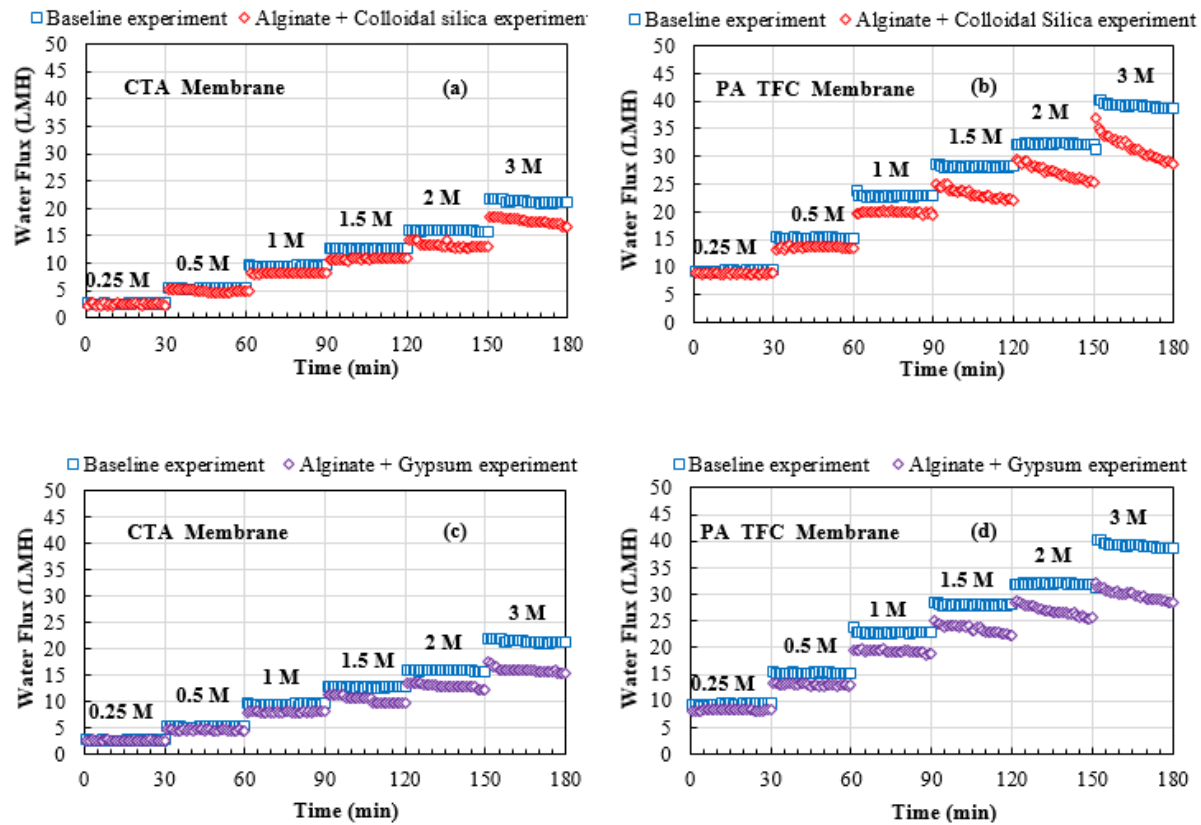 Baseline experiment Alginate + Colloidal silica experiment
CTA Membrane (a)
0.25 M 0.5 M 1 M 1.5 M 2 M 3 M
Water Flux (LMH)
50
45
40
35
30
25
20
15
10
5
0
0 30 60 90 120 150 180
Time (min)
Baseline experiment Alginate + Colloidal Silica experiment
PA TFC Membrane (b)
0.25 M 0.5 M 1 M 1.5 M 2 M 3 M
Water Flux (LMH)
50
45
40
35
30
25
20
15
10
5
0
0 30 60 90 120 150 180
Time (min)
Baseline experiment Alginate + Gypsum experiment
CTA Membrane (c)
0.25 M 0.5 M 1 M 1.5 M 2 M 3 M
Water Flux (LMH)
50
45
40
35
30
25
20
15
10
5
0
0 30 60 90 120 150 180
Time (min)
Baseline experiment Alginate + Gypsum experiment
PA TFC Membrane (d)
0.25 M 0.5 M 1 M 1.5 M 2 M 3 M
Water Flux (LMH)
50
45
40
35
30
25
20
15
10
5
0
0 30 60 90 120 150 180
Time (min)